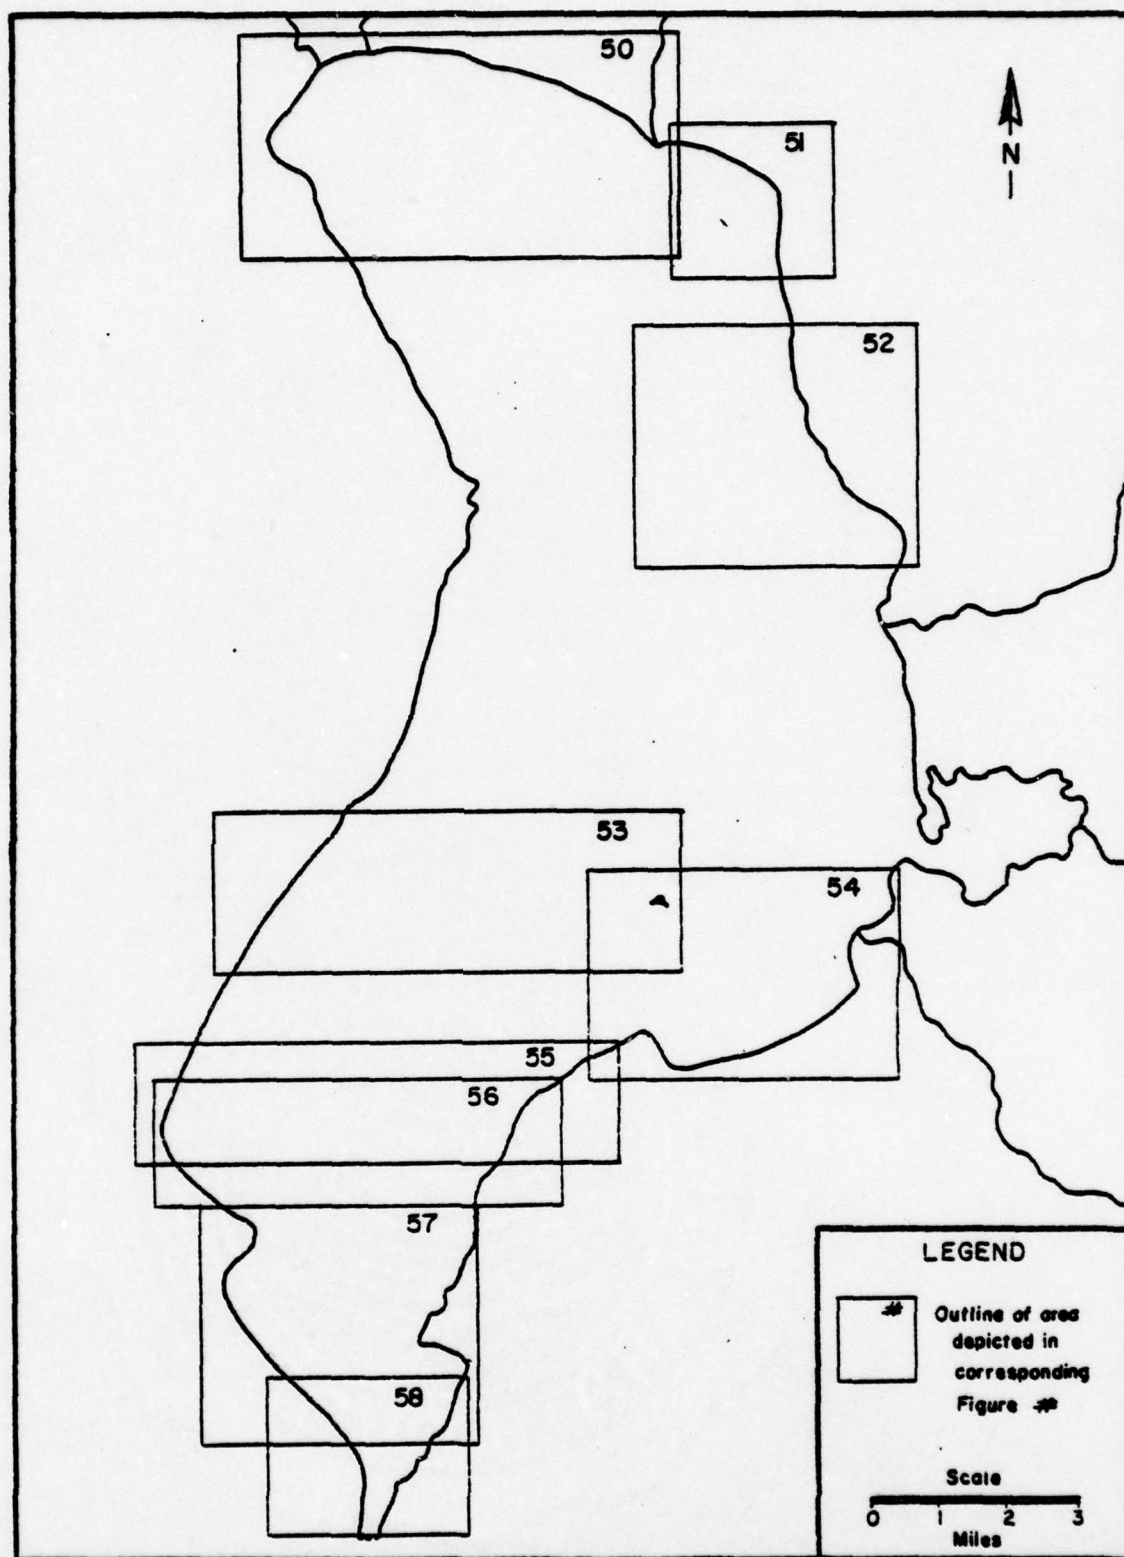 50
51
N
52
53
54
55
56
57
58
LEGEND
#
Outline of area
depicted in
corresponding
Figure #
Scale
0 1 2 3
Miles